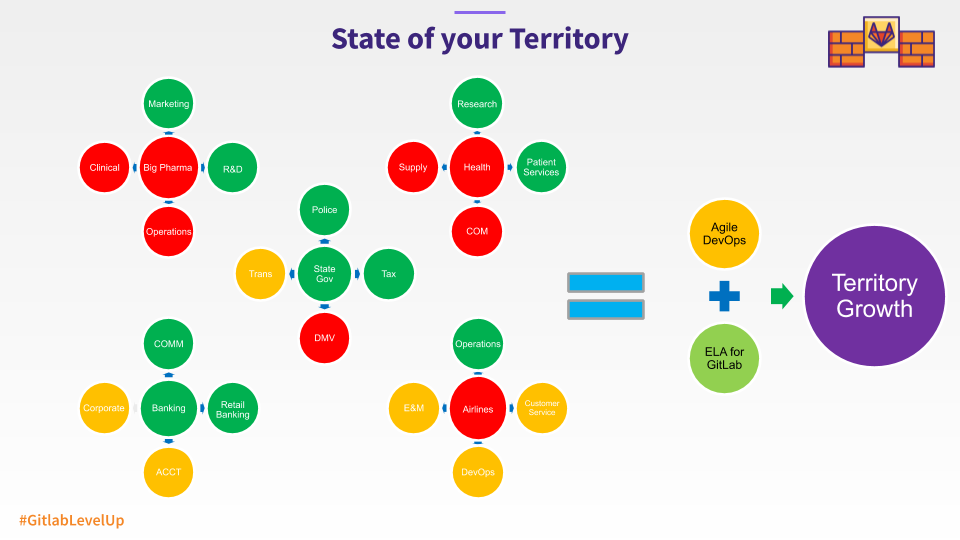 State of your Territory
Marketing
Clinical
Big Pharma
R&D
Operations
Research
Supply
Health
Patient
Services
COM
Police
Trans
State
Gov
Tax
DMV
COMM
Corporate
Banking
Retail
Banking
ACCT
Operations
E&M
Airlines
Customer
Service
DevOps
Agile
DevOps
ELA for
GitLab
Territory
Growth
#GitlabLevelUp